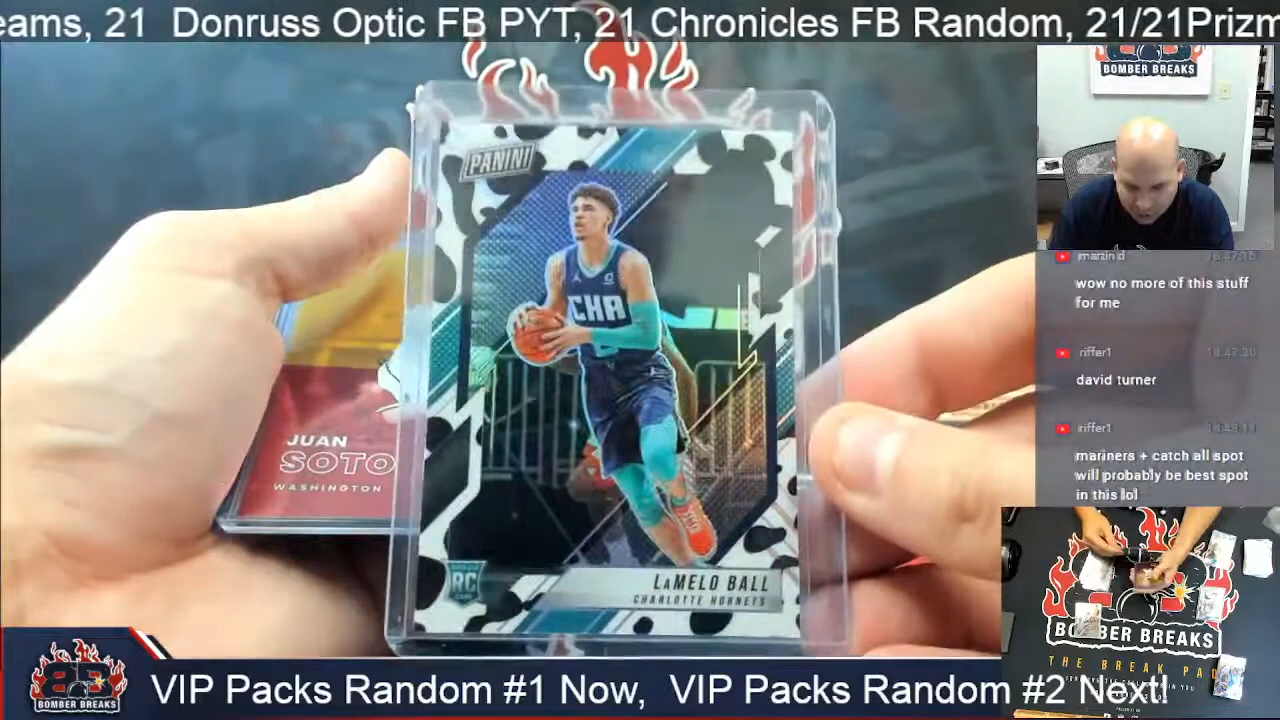 eams, 21 Donruss Optic FB PYT, 21 Chronicles FB Random, 21/21Prizm
BOMBER BREAKS
PANINI
CHA
JUAN
SOTO
WASHINGTON
RC
LAMELO BALL
CHARLOTTE HORNETS
wow no more of this stuff
for me
riffer1
david turner
riffer1
mariners + catch all spot
will probably be best spot
in this lol
BOMBER BREAKS
THE BREAK PAD
BB
BOMBER BREAKS
VIP Packs Random #1 Now, VIP Packs Random #2 Next!